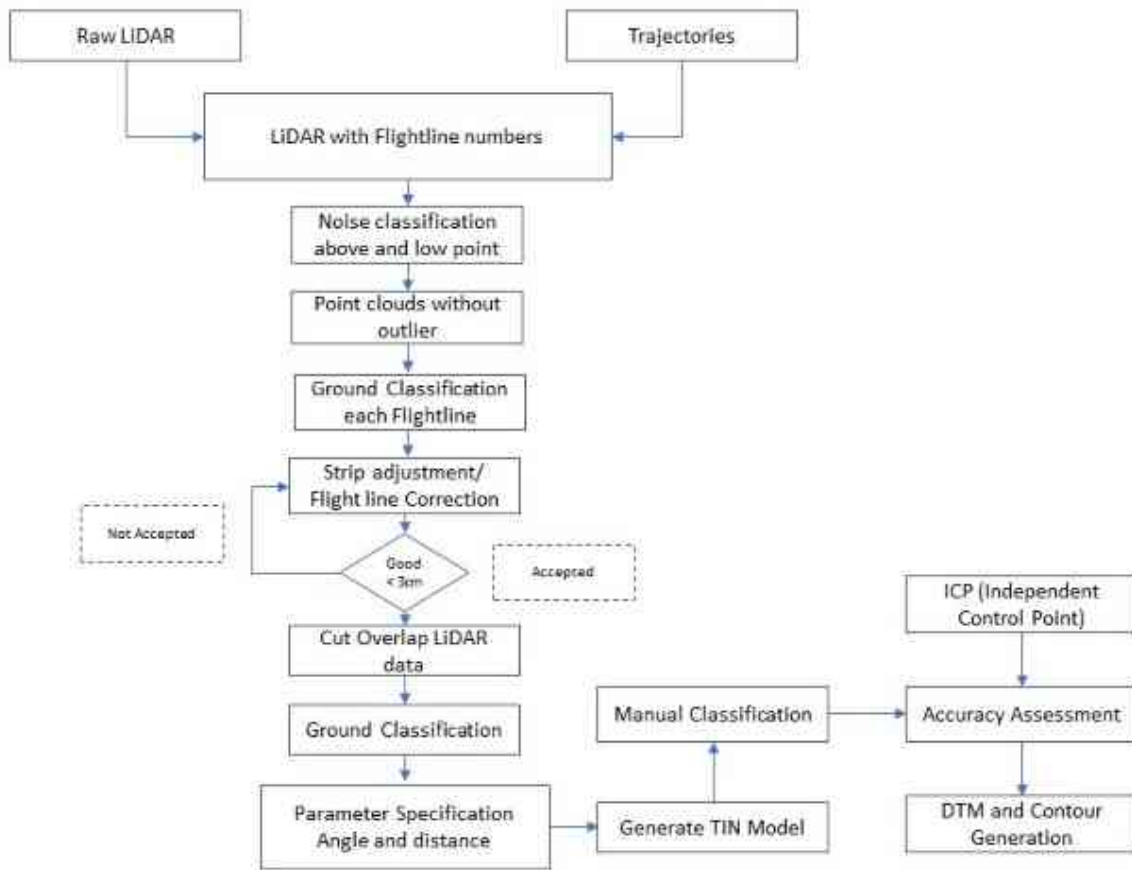 Raw LiDAR
Trajectories
LiDAR with Flightline numbers
Noise classification
above and low point
Point clouds without
outlier
Ground Classification
each Flightline
Strip adjustment/
Flight line Correction
Not Accepted
Good
< 3cm
Accepted
Cut Overlap LiDAR
data
Ground Classification
Parameter Specification
Angle and distance
Generate TIN Model
Manual Classification
ICP (Independent
Control Point)
Accuracy Assessment
DTM and Contour
Generation